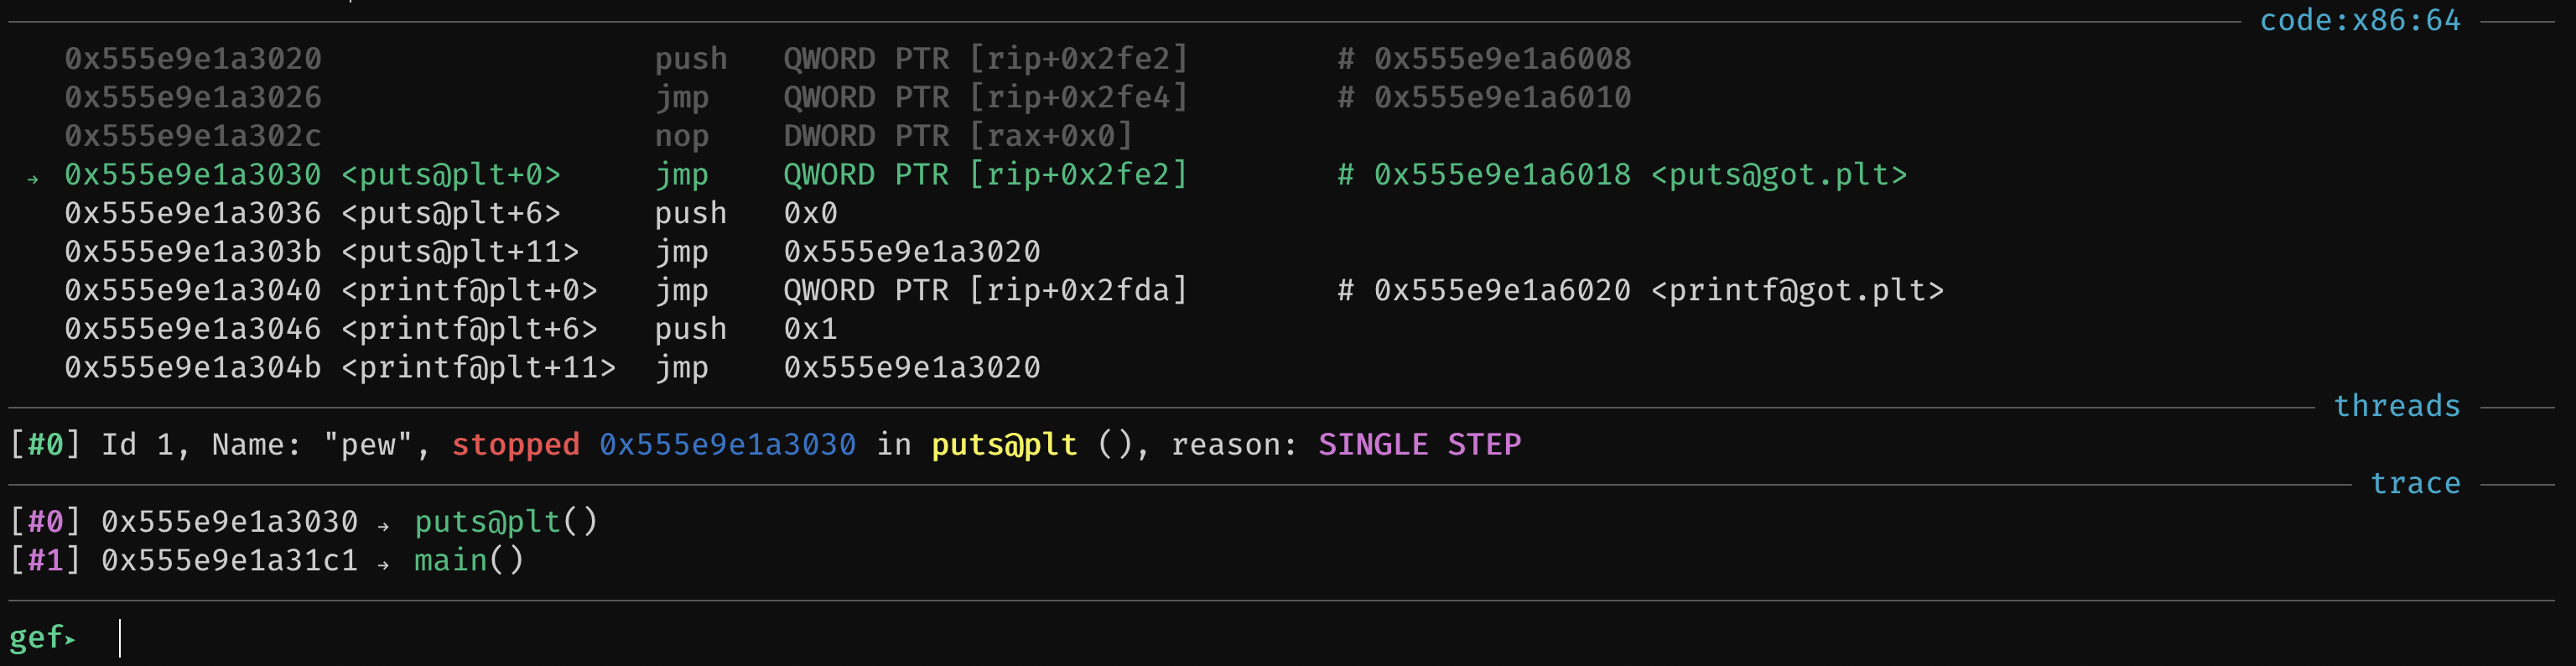 code:x86:64
0x555e9e1a3020 push QWORD PTR [rip+0x2fe2] # 0x555e9e1a6008
0x555e9e1a3026 jmp QWORD PTR [rip+0x2fe4] # 0x555e9e1a6010
0x555e9e1a302c nop DWORD PTR [rax+0x0]
→ 0x555e9e1a3030 <puts@plt+0> jmp QWORD PTR [rip+0x2fe2] # 0x555e9e1a6018 <puts@got.plt>
0x555e9e1a3036 <puts@plt+6> push 0x0
0x555e9e1a303b <puts@plt+11> jmp 0x555e9e1a3020
0x555e9e1a3040 <printf@plt+0> jmp QWORD PTR [rip+0x2fda] # 0x555e9e1a6020 <printf@got.plt>
0x555e9e1a3046 <printf@plt+6> push 0x1
0x555e9e1a304b <printf@plt+11> jmp 0x555e9e1a3020
threads
[#0] Id 1, Name: "pew", stopped 0x555e9e1a3030 in puts@plt (), reason: SINGLE STEP
trace
[#0] 0x555e9e1a3030 → puts@plt()
[#1] 0x555e9e1a31c1 → main()
gef➤